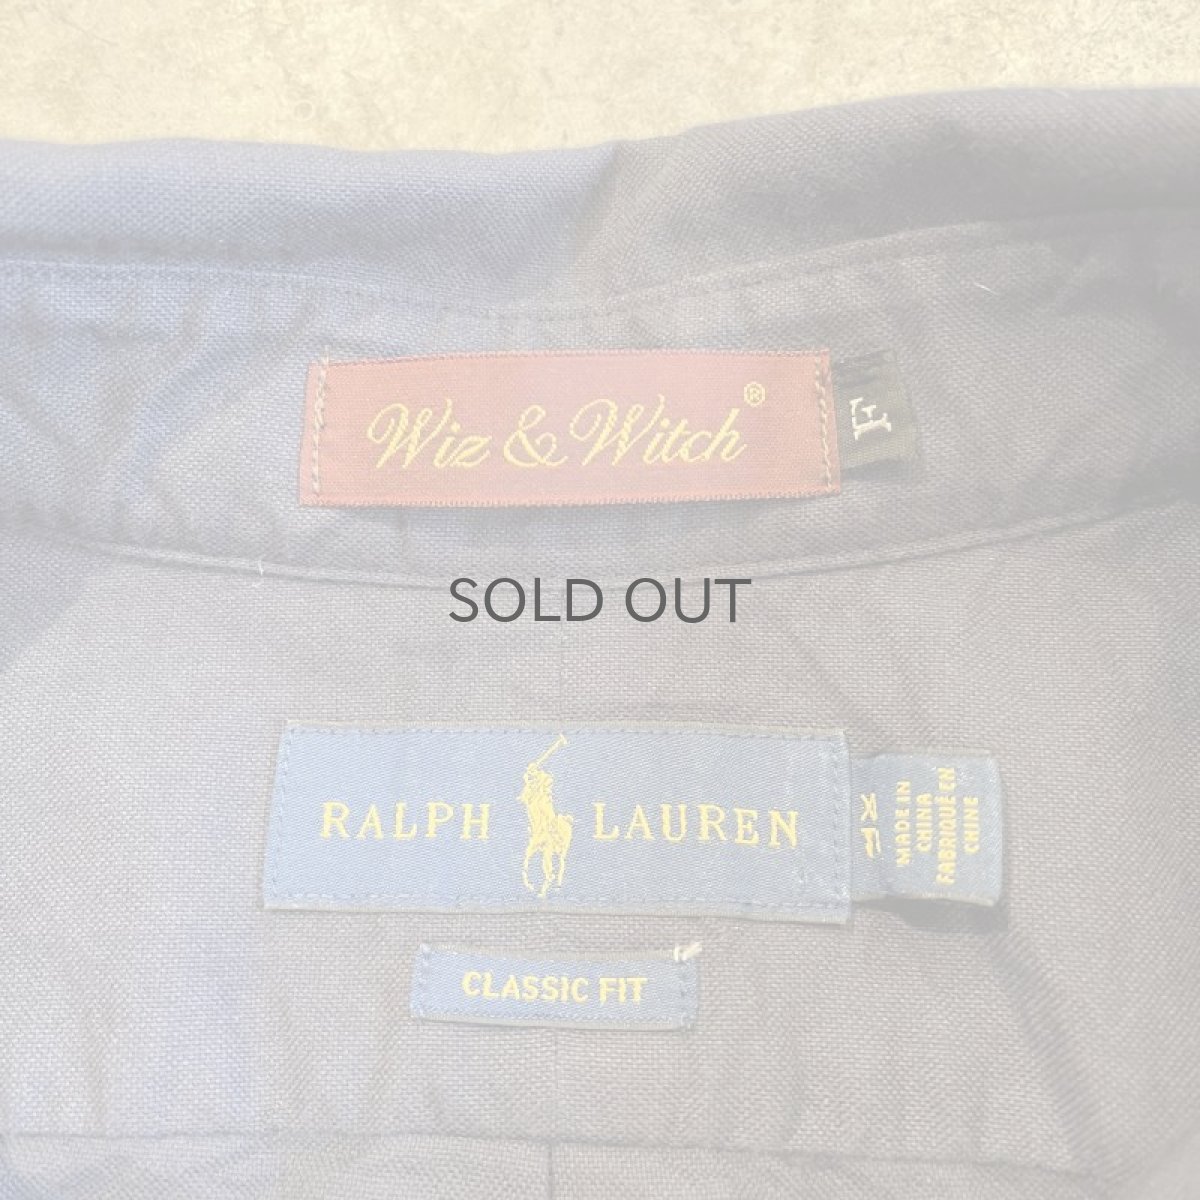 Wiz & Witch®
F
SOLD OUT
RALPH LAUREN
XL
MADE IN
CHINA
FABRIQUÉ EN
CHINE
CLASSIC FIT